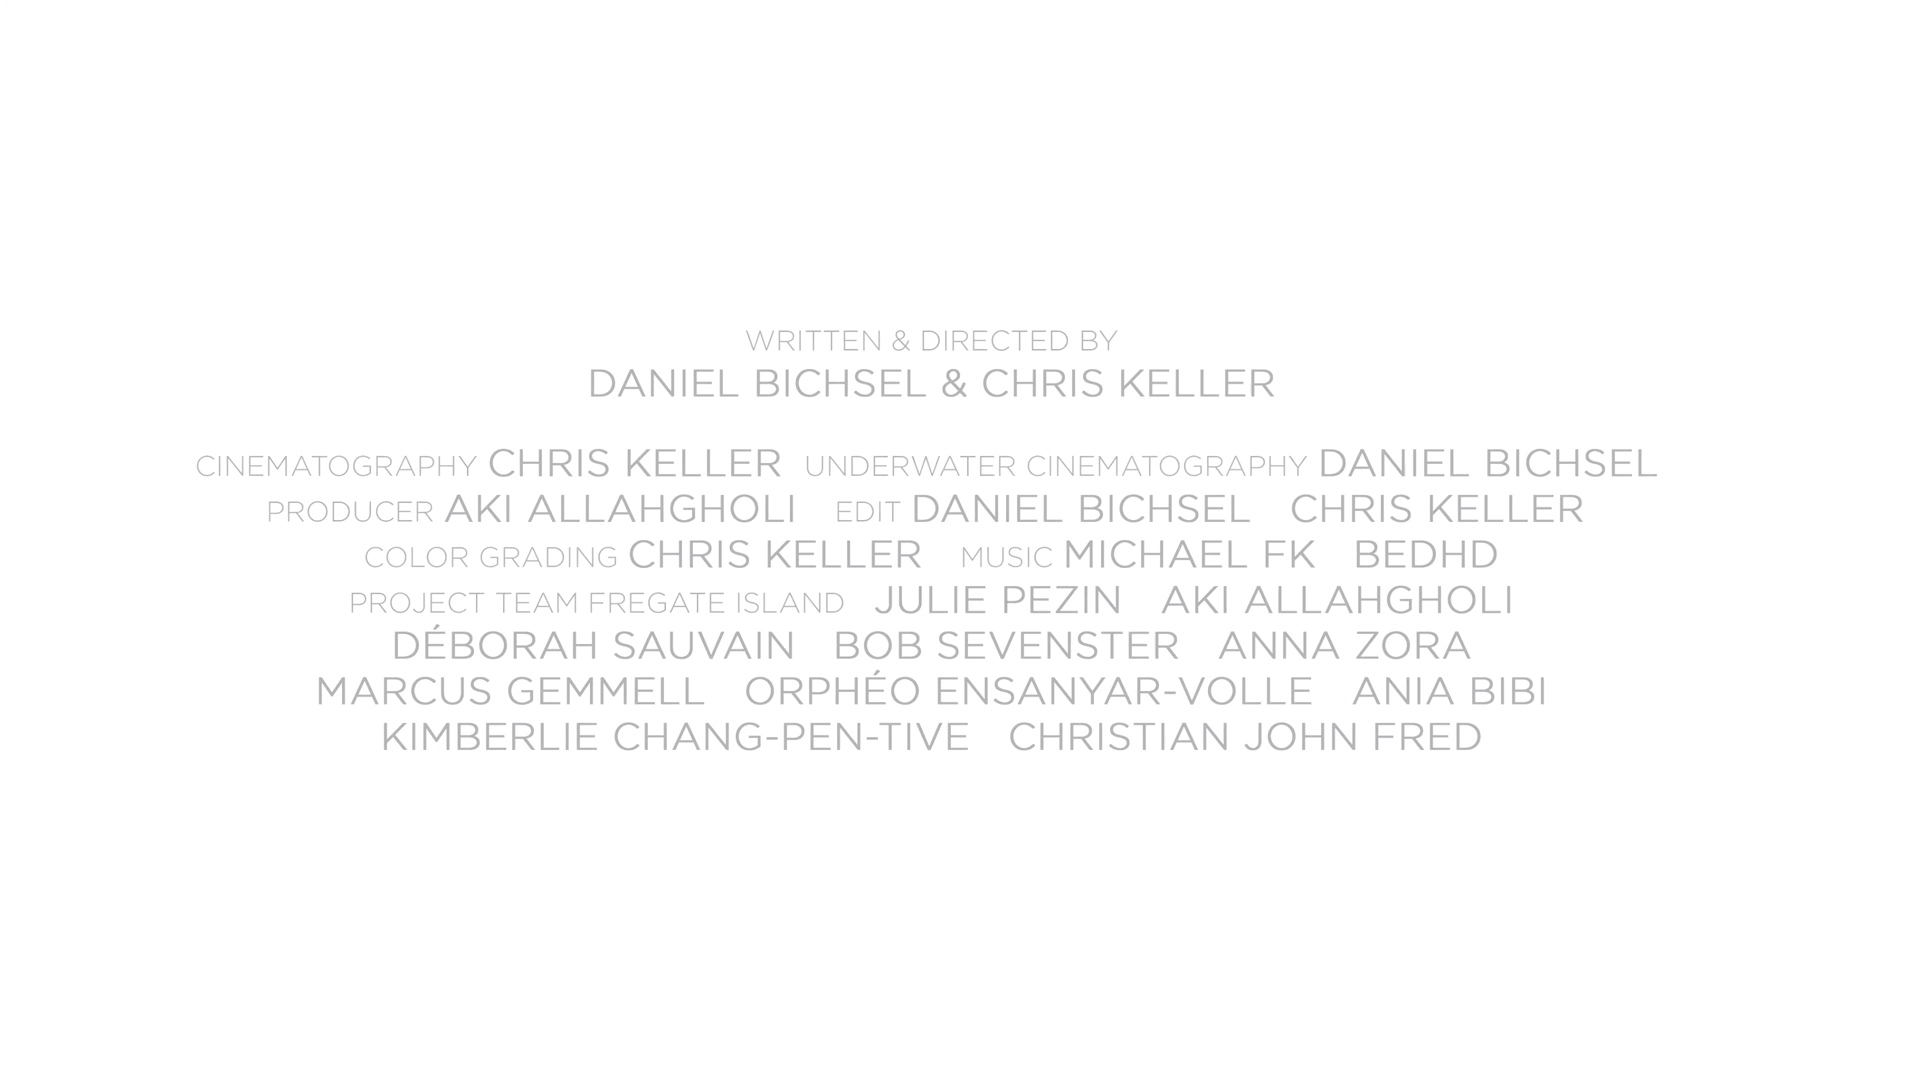 WRITTEN & DIRECTED BY
DANIEL BICHSEL & CHRIS KELLER
CINEMATOGRAPHY CHRIS KELLER UNDERWATER CINEMATOGRAPHY DANIEL BICHSEL
PRODUCER AKI ALLAHGHOLI EDIT DANIEL BICHSEL CHRIS KELLER
COLOR GRADING CHRIS KELLER MUSIC MICHAEL FK BEDHD
PROJECT TEAM FREGATE ISLAND JULIE PEZIN AKI ALLAHGHOLI
DÉBORAH SAUVAIN BOB SEVENSTER ANNA ZORA
MARCUS GEMMELL ORPHÉO ENSANYAR-VOLLE ANIA BIBI
KIMBERLIE CHANG-PEN-TIVE CHRISTIAN JOHN FRED